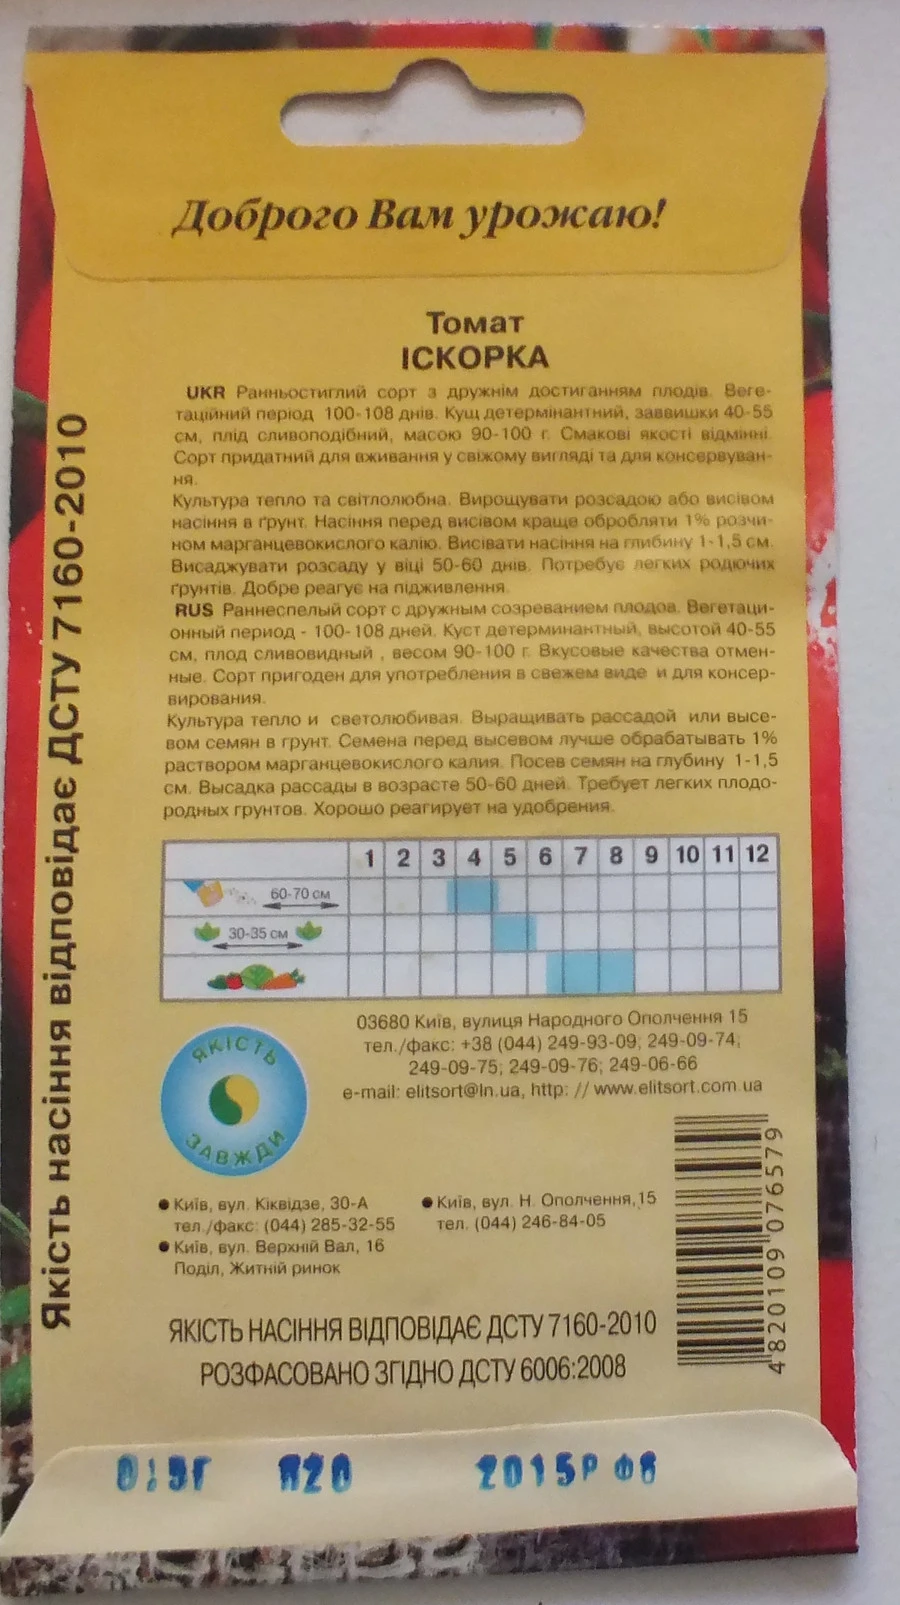 Доброго Вам урожаю!
Томат
ІСКОРКА
UKR Ранньостиглий сорт з дружнім достиганням плодів. Веге-
таційний період 100-108 днів. Кущ детермінантний, заввишки 40-55
см, плід сливоподібний, масою 90-100 г. Смакові якості відмінні.
Сорт придатний для вживання у свіжому вигляді та для консервуван-
ня.
Культура тепло та світлолюбна. Вирощувати розсадою або висівом
насіння в ґрунт. Насіння перед висівом краще обробляти 1% розчи-
ном марганцевокислого калію. Висівати насіння на глибину 1-1,5 см.
Висаджувати розсаду у віці 50-60 днів. Потребує легких родючих
ґрунтів. Добре реагує на підживлення.
RUS Раннеспелый сорт с дружным созреванием плодов. Вегетаци-
онный период - 100-108 дней. Куст детерминантный, высотой 40-55
см, плод сливовидный , весом 90-100 г. Вкусовые качества отмен-
ные. Сорт пригоден для употребления в свежем виде и для консер-
вирования.
Культура тепло и светолюбивая. Выращивать рассадой или высе-
вом семян в грунт. Семена перед высевом лучше обрабатывать 1%
раствором марганцевокислого калия. Посев семян на глубину 1-1,5
см. Высадка рассады в возрасте 50-60 дней. Требует легких плодо-
родных грунтов. Хорошо реагирует на удобрения.
1 2 3 4 5 6 7 8 9 10 11 12
60-70 см
30-35 см
03680 Київ, вулиця Народного Ополчення 15
тел./факс: +38 (044) 249-93-09; 249-09-74;
249-09-75; 249-09-76; 249-06-66
e-mail: elitsort@ln.ua, http: // www.elitsort.com.ua
ЯКІСТЬ
ЗАВЖДИ
● Київ, вул. Кіквідзе, 30-А
тел./факс: (044) 285-32-55
● Київ, вул. Верхній Вал, 16
Поділ, Житній ринок
● Київ, вул. Н. Ополчення,15
тел. (044) 246-84-05
4 820109 076579
ЯКІСТЬ НАСІННЯ ВІДПОВІДАЄ ДСТУ 7160-2010
РОЗФАСОВАНО ЗГІДНО ДСТУ 6006:2008
Якість насіння відповідає ДСТУ 7160-2010
П20 2015Р